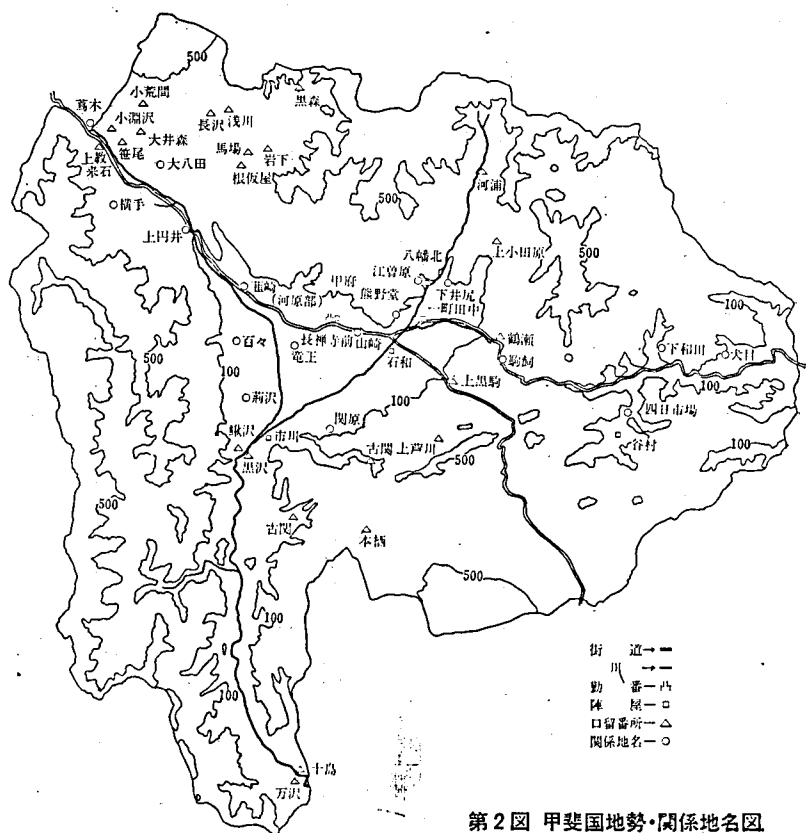 500
小荒間
黒森
蔦木
小淵沢
長沢
浅川
大井森
上教
来石
笹尾
大八田
馬場
岩下
根仮屋
横手
500
河浦
上円井
上小田原
500
八幡北
江曽原
甲府
韮崎
(河原部)
熊野堂
下井尻
一町田中
100
百々
長禅寺前
山崎
竜王
石和
鶴瀬
駒飼
下和田
犬目
500
100
上黒駒
100
荊沢
100
四日市場
関原
鰍沢
市川
古関
上芦川
谷村
100
黒沢
500
500
古関
本栖
500
100
100
十島
万沢
街道→
川→
勤番―凸
陣屋―□
口留番所―△
関係地名―○
第2図 甲斐国地勢・関係地名図